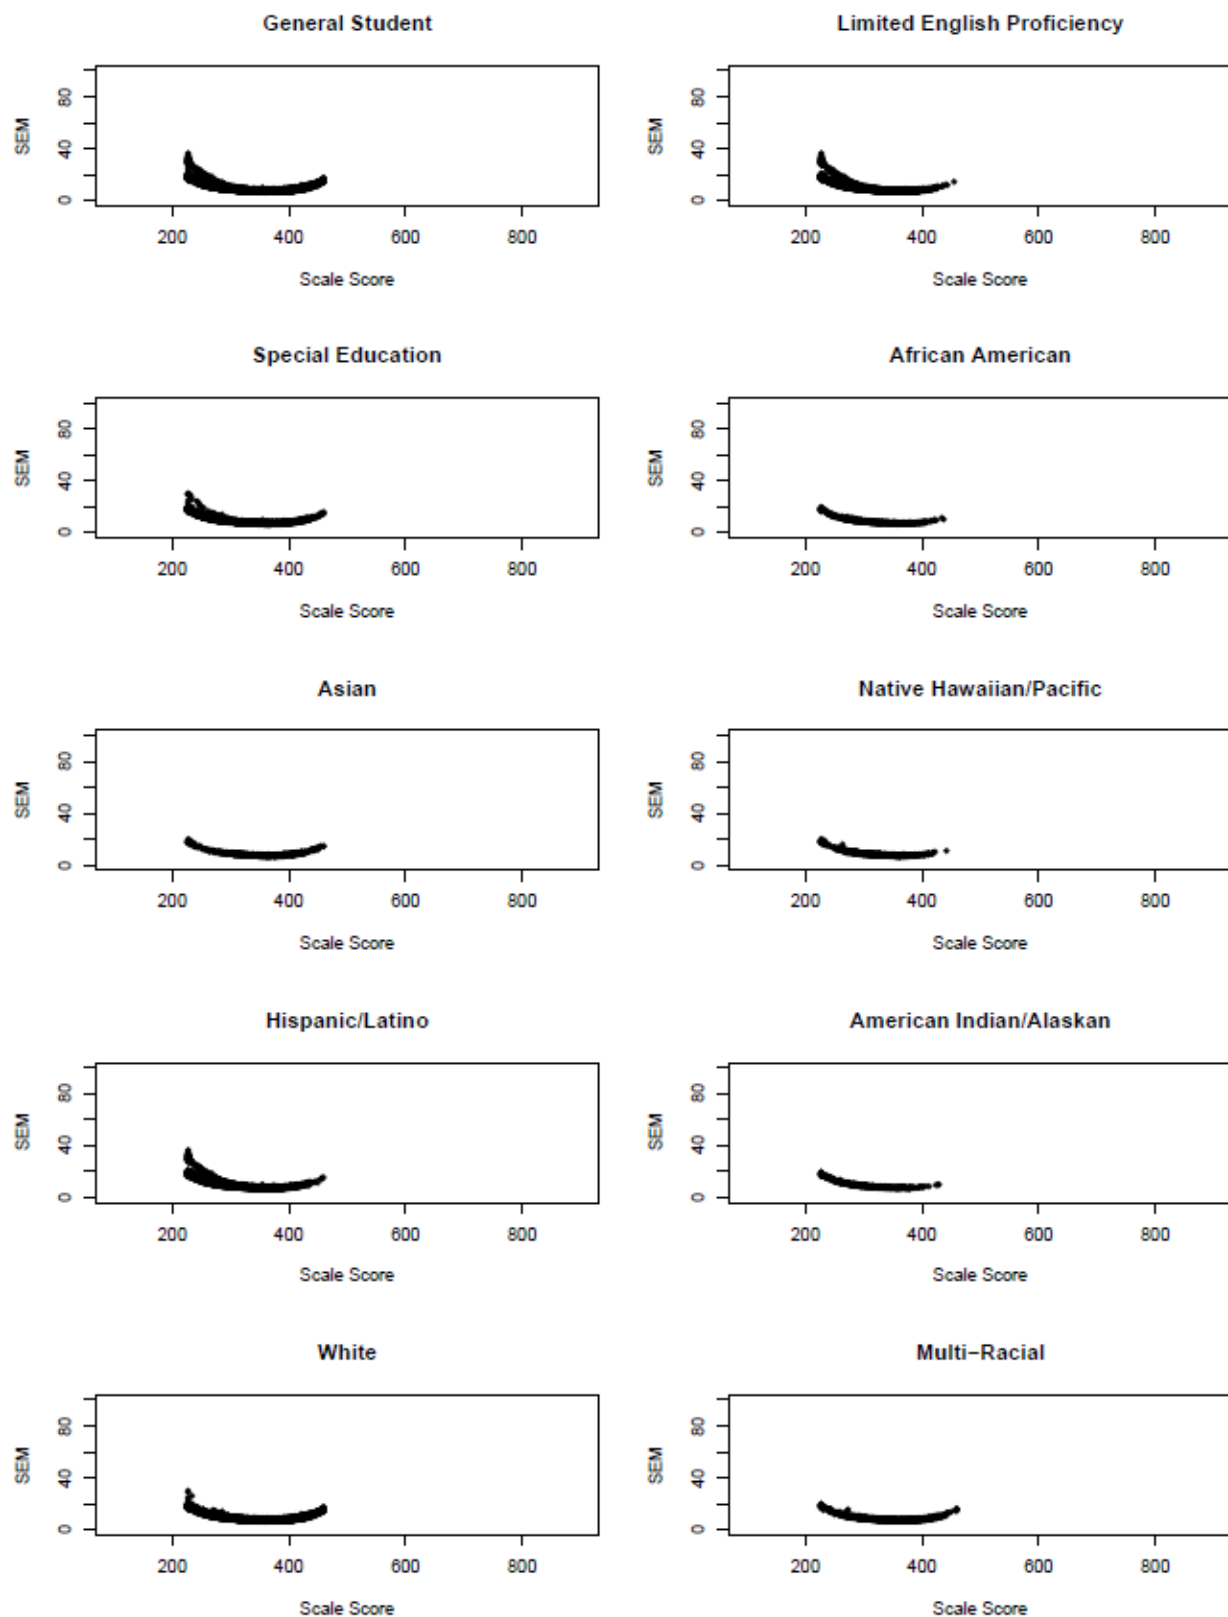 General Student
Limited English Proficiency
SEM
80
40
0
200 400 600 800
Scale Score
SEM
80
40
0
200 400 600 800
Scale Score
Special Education
African American
SEM
80
40
0
200 400 600 800
Scale Score
SEM
80
40
0
200 400 600 800
Scale Score
Asian
Native Hawaiian/Pacific
SEM
80
40
0
200 400 600 800
Scale Score
SEM
80
40
0
200 400 600 800
Scale Score
Hispanic/Latino
American Indian/Alaskan
SEM
80
40
0
200 400 600 800
Scale Score
SEM
80
40
0
200 400 600 800
Scale Score
White
Multi−Racial
SEM
80
40
0
200 400 600 800
Scale Score
SEM
80
40
0
200 400 600 800
Scale Score